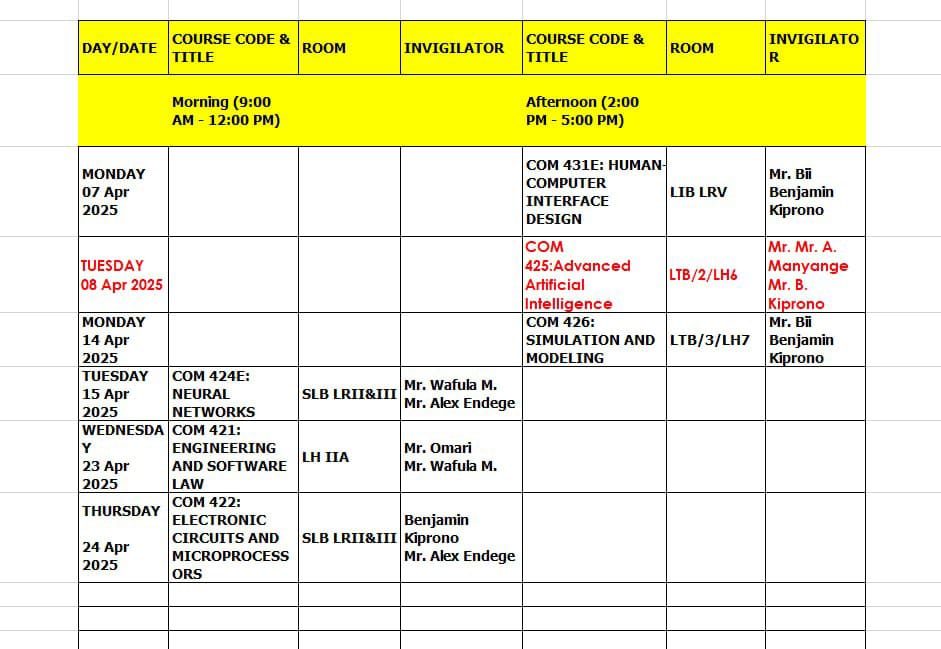 DAY/DATE
COURSE CODE &
TITLE
ROOM
INVIGILATOR
COURSE CODE &
TITLE
ROOM
INVIGILATO
R
Morning (9:00
AM - 12:00 PM)
Afternoon (2:00
PM - 5:00 PM)
MONDAY
07 Apr
2025
COM 431E: HUMAN-
COMPUTER
INTERFACE
DESIGN
LIB LRV
Mr. Bii
Benjamin
Kiprono
TUESDAY
08 Apr 2025
COM
425:Advanced
Artificial
Intelligence
LTB/2/LH6
Mr. Mr. A.
Manyange
Mr. B.
Kiprono
MONDAY
14 Apr
2025
COM 426:
SIMULATION AND
MODELING
LTB/3/LH7
Mr. Bii
Benjamin
Kiprono
TUESDAY
15 Apr
2025
COM 424E:
NEURAL
NETWORKS
SLB LRII&III
Mr. Wafula M.
Mr. Alex Endege
WEDNESDA
Y
23 Apr
2025
COM 421:
ENGINEERING
AND SOFTWARE
LAW
LH IIA
Mr. Omari
Mr. Wafula M.
THURSDAY
24 Apr
2025
COM 422:
ELECTRONIC
CIRCUITS AND
MICROPROCESS
ORS
SLB LRII&III
Benjamin
Kiprono
Mr. Alex Endege